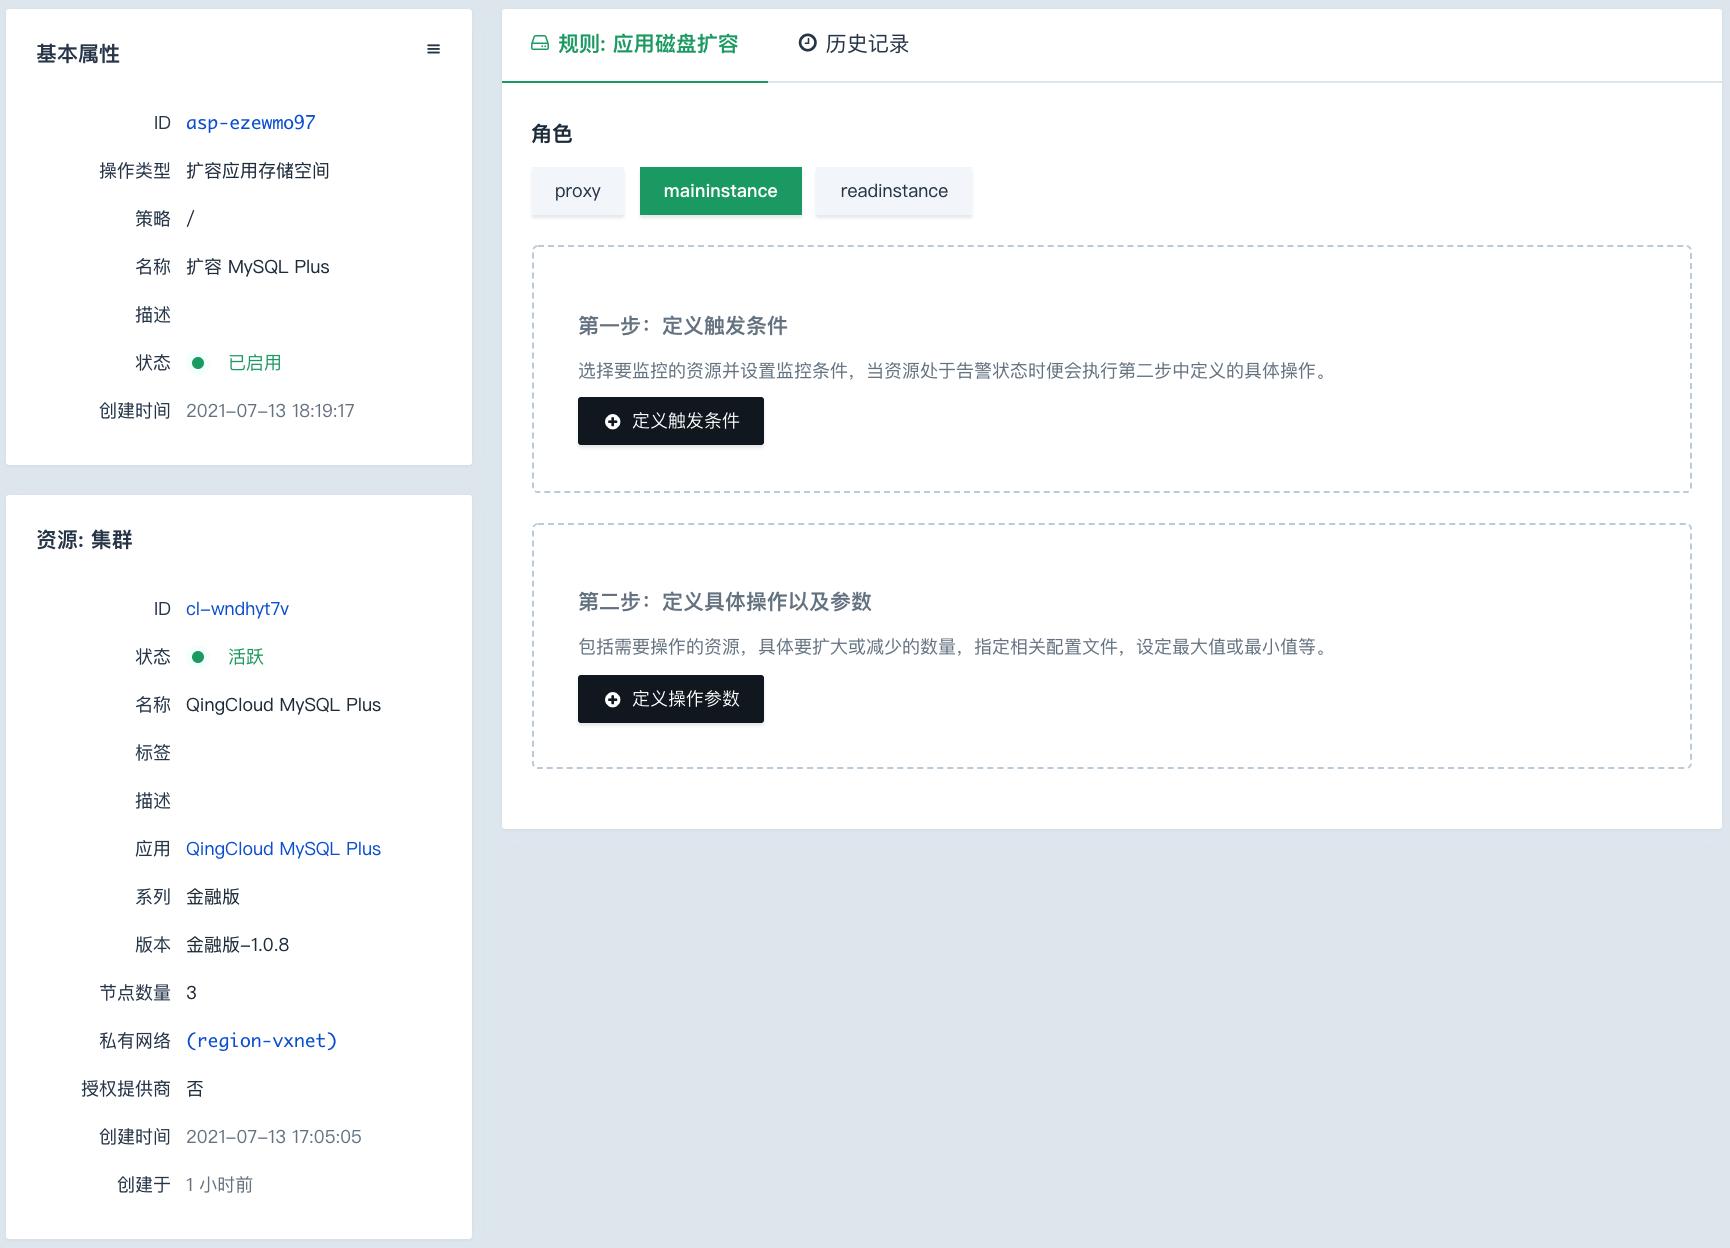 基本属性
ID asp-ezewmo97
操作类型 扩容应用存储空间
策略 /
名称 扩容 MySQL Plus
描述
状态 已启用
创建时间 2021-07-13 18:19:17
资源: 集群
ID cl-wndhyt7v
状态 活跃
名称 QingCloud MySQL Plus
标签
描述
应用 QingCloud MySQL Plus
系列 金融版
版本 金融版-1.0.8
节点数量 3
私有网络 (region-vxnet)
授权提供商 否
创建时间 2021-07-13 17:05:05
创建于 1 小时前
规则: 应用磁盘扩容 历史记录
角色
proxy maininstance readinstance
第一步：定义触发条件
选择要监控的资源并设置监控条件，当资源处于告警状态时便会执行第二步中定义的具体操作。
定义触发条件
第二步：定义具体操作以及参数
包括需要操作的资源，具体要扩大或减少的数量，指定相关配置文件，设定最大值或最小值等。
定义操作参数